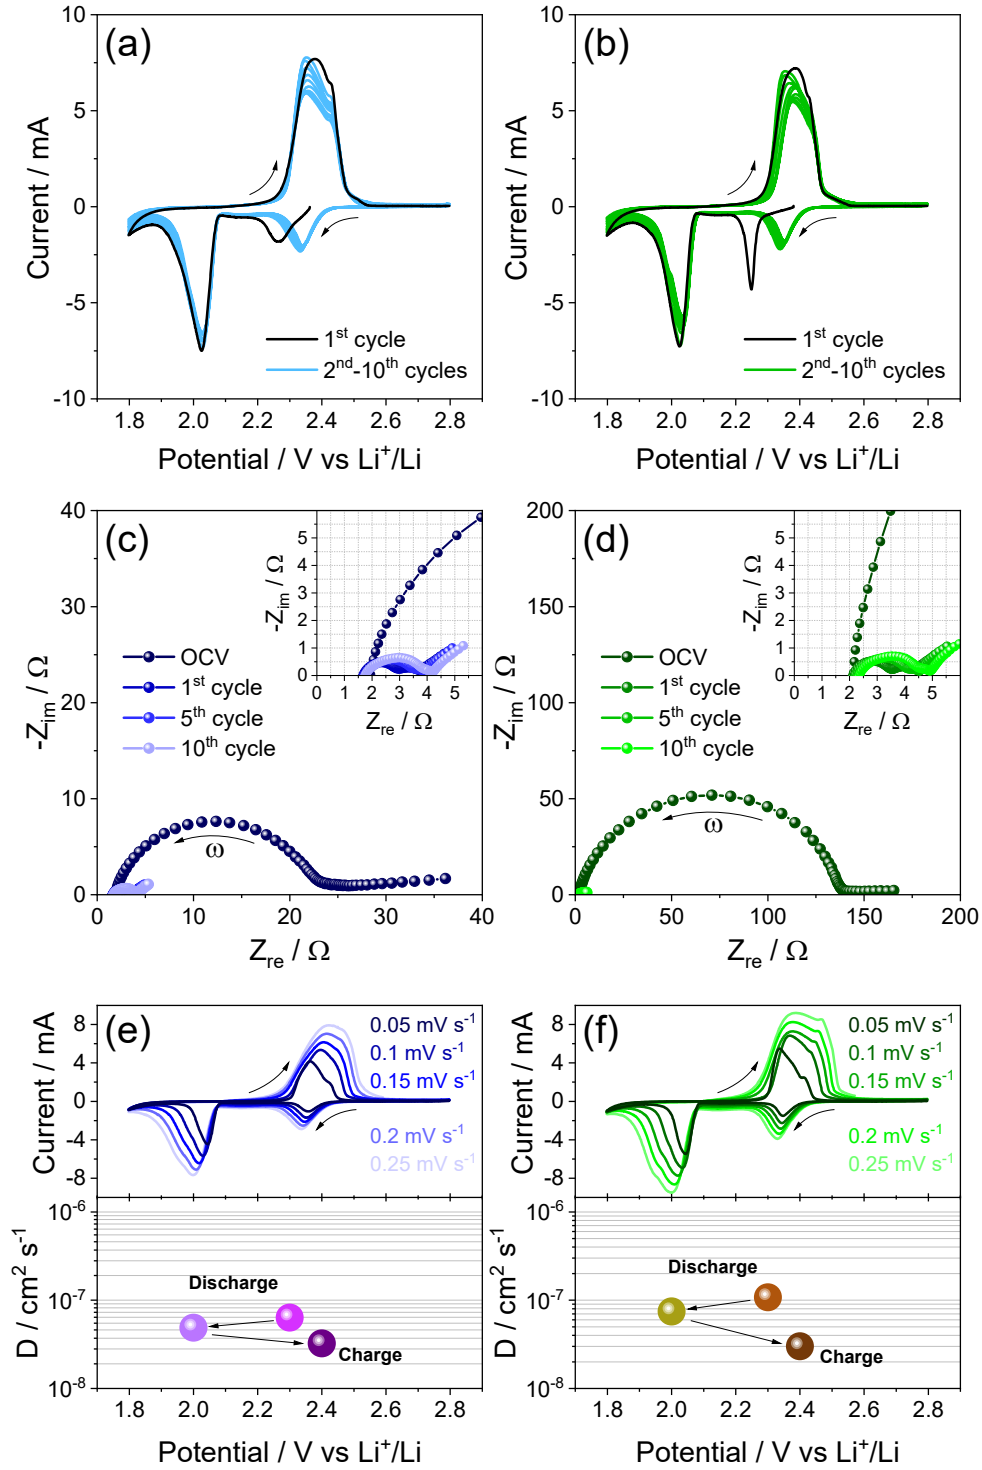 (a)
10
5
0
-5
-10
Current / mA
1st cycle
2nd-10th cycles
1.8 2.0 2.2 2.4 2.6 2.8
Potential / V vs Li+/Li
(b)
10
5
0
-5
-10
Current / mA
1st cycle
2nd-10th cycles
1.8 2.0 2.2 2.4 2.6 2.8
Potential / V vs Li+/Li
(c)
40
30
20
10
0
-Zim / Ω
OCV
1st cycle
5th cycle
10th cycle
ω
0 10 20 30 40
Zre / Ω
-Zim / Ω
5
4
3
2
1
0
0 1 2 3 4 5
Zre / Ω
(d)
200
150
100
50
0
-Zim / Ω
OCV
1st cycle
5th cycle
10th cycle
ω
0 50 100 150 200
Zre / Ω
-Zim / Ω
5
4
3
2
1
0
0 1 2 3 4 5
Zre / Ω
(e)
8
4
0
-4
-8
Current / mA
0.05 mV s-1
0.1 mV s-1
0.15 mV s-1
0.2 mV s-1
0.25 mV s-1
10-6
10-7
10-8
D / cm2 s-1
Discharge
Charge
1.8 2.0 2.2 2.4 2.6 2.8
Potential / V vs Li+/Li
(f)
8
4
0
-4
-8
Current / mA
0.05 mV s-1
0.1 mV s-1
0.15 mV s-1
0.2 mV s-1
0.25 mV s-1
10-6
10-7
10-8
D / cm2 s-1
Discharge
Charge
1.8 2.0 2.2 2.4 2.6 2.8
Potential / V vs Li+/Li